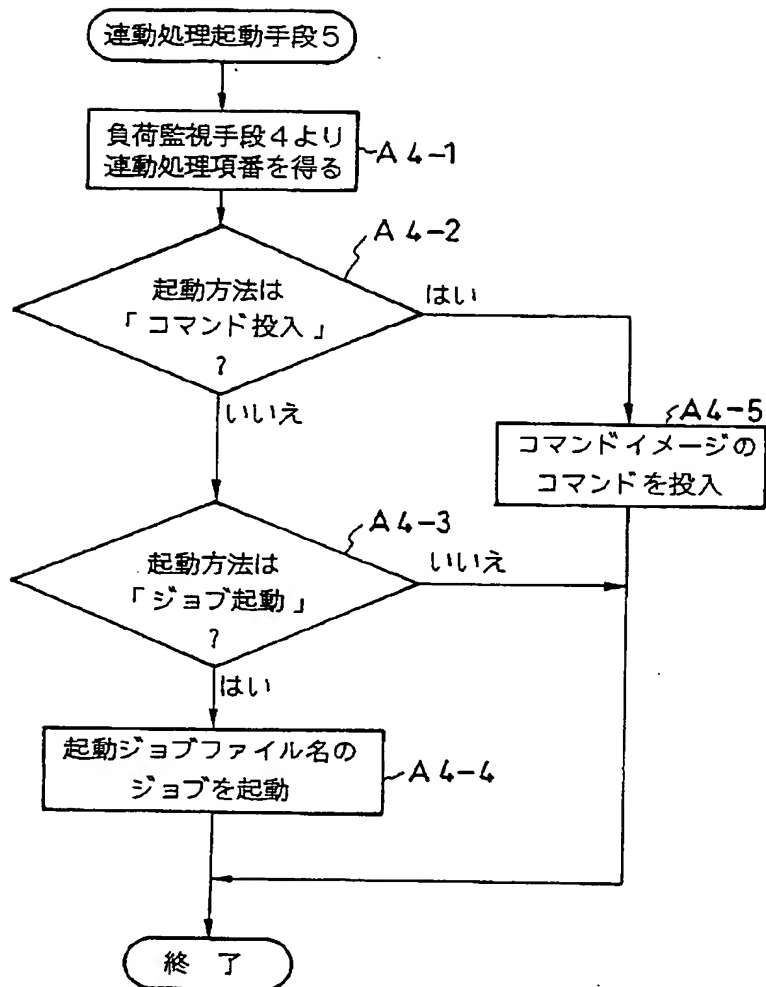 連動処理起動手段5
負荷監視手段4より
連動処理項番を得る
A4-1
A4-2
起動方法は
「コマンド投入」
?
はい
いいえ
A4-5
コマンドイメージの
コマンドを投入
A4-3
起動方法は
「ジョブ起動」
?
いいえ
はい
起動ジョブファイル名の
ジョブを起動
A4-4
終 了